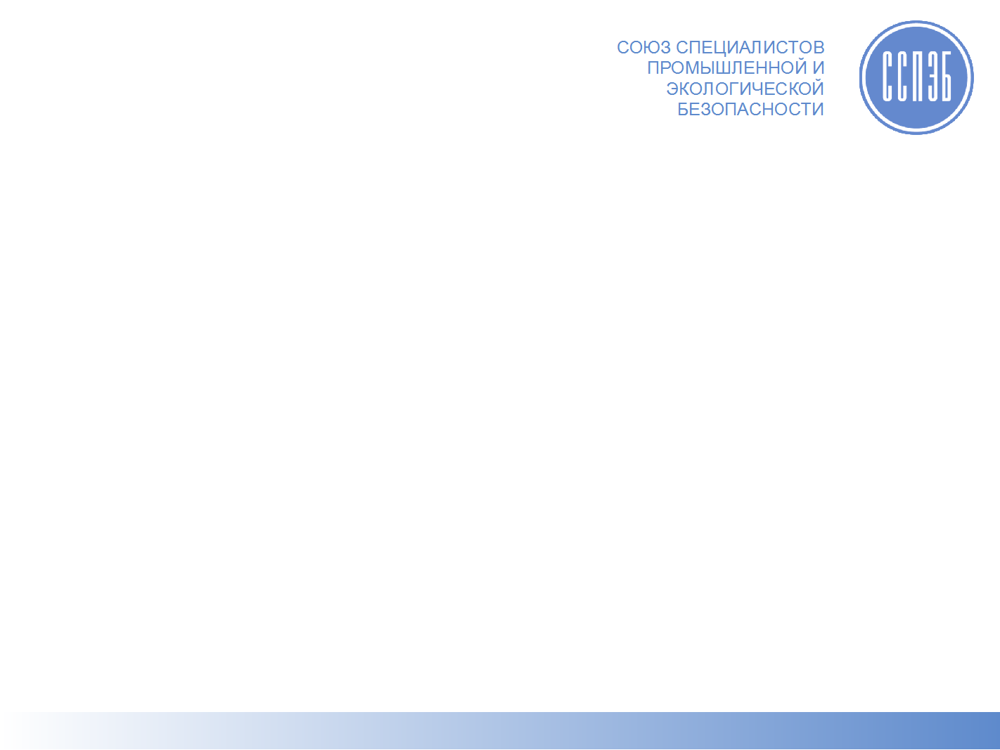 СОЮЗ СПЕЦИАЛИСТОВ
ПРОМЫШЛЕННОЙ И
ЭКОЛОГИЧЕСКОЙ
БЕЗОПАСНОСТИ
ССПЭБ